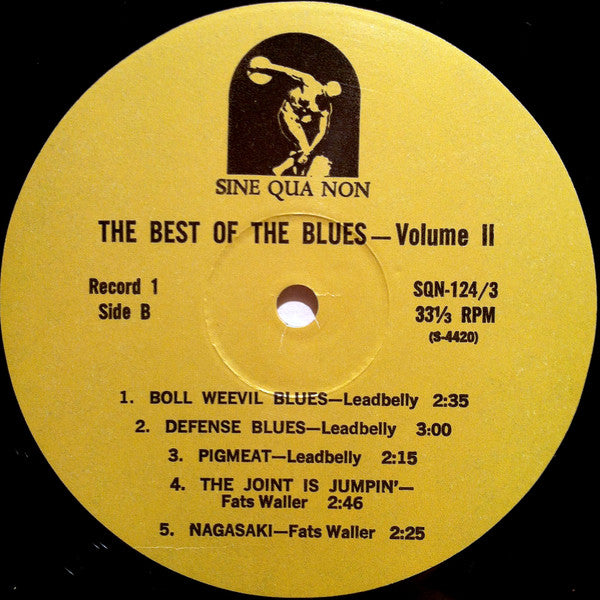 SINE QUA NON
THE BEST OF THE BLUES—Volume II
Record 1
Side B
SQN-124/3
33⅓ RPM
(S-4420)
1. BOLL WEEVIL BLUES—Leadbelly 2:35
2. DEFENSE BLUES—Leadbelly 3:00
3. PIGMEAT—Leadbelly 2:15
4. THE JOINT IS JUMPIN'—
Fats Waller 2:46
5. NAGASAKI—Fats Waller 2:25